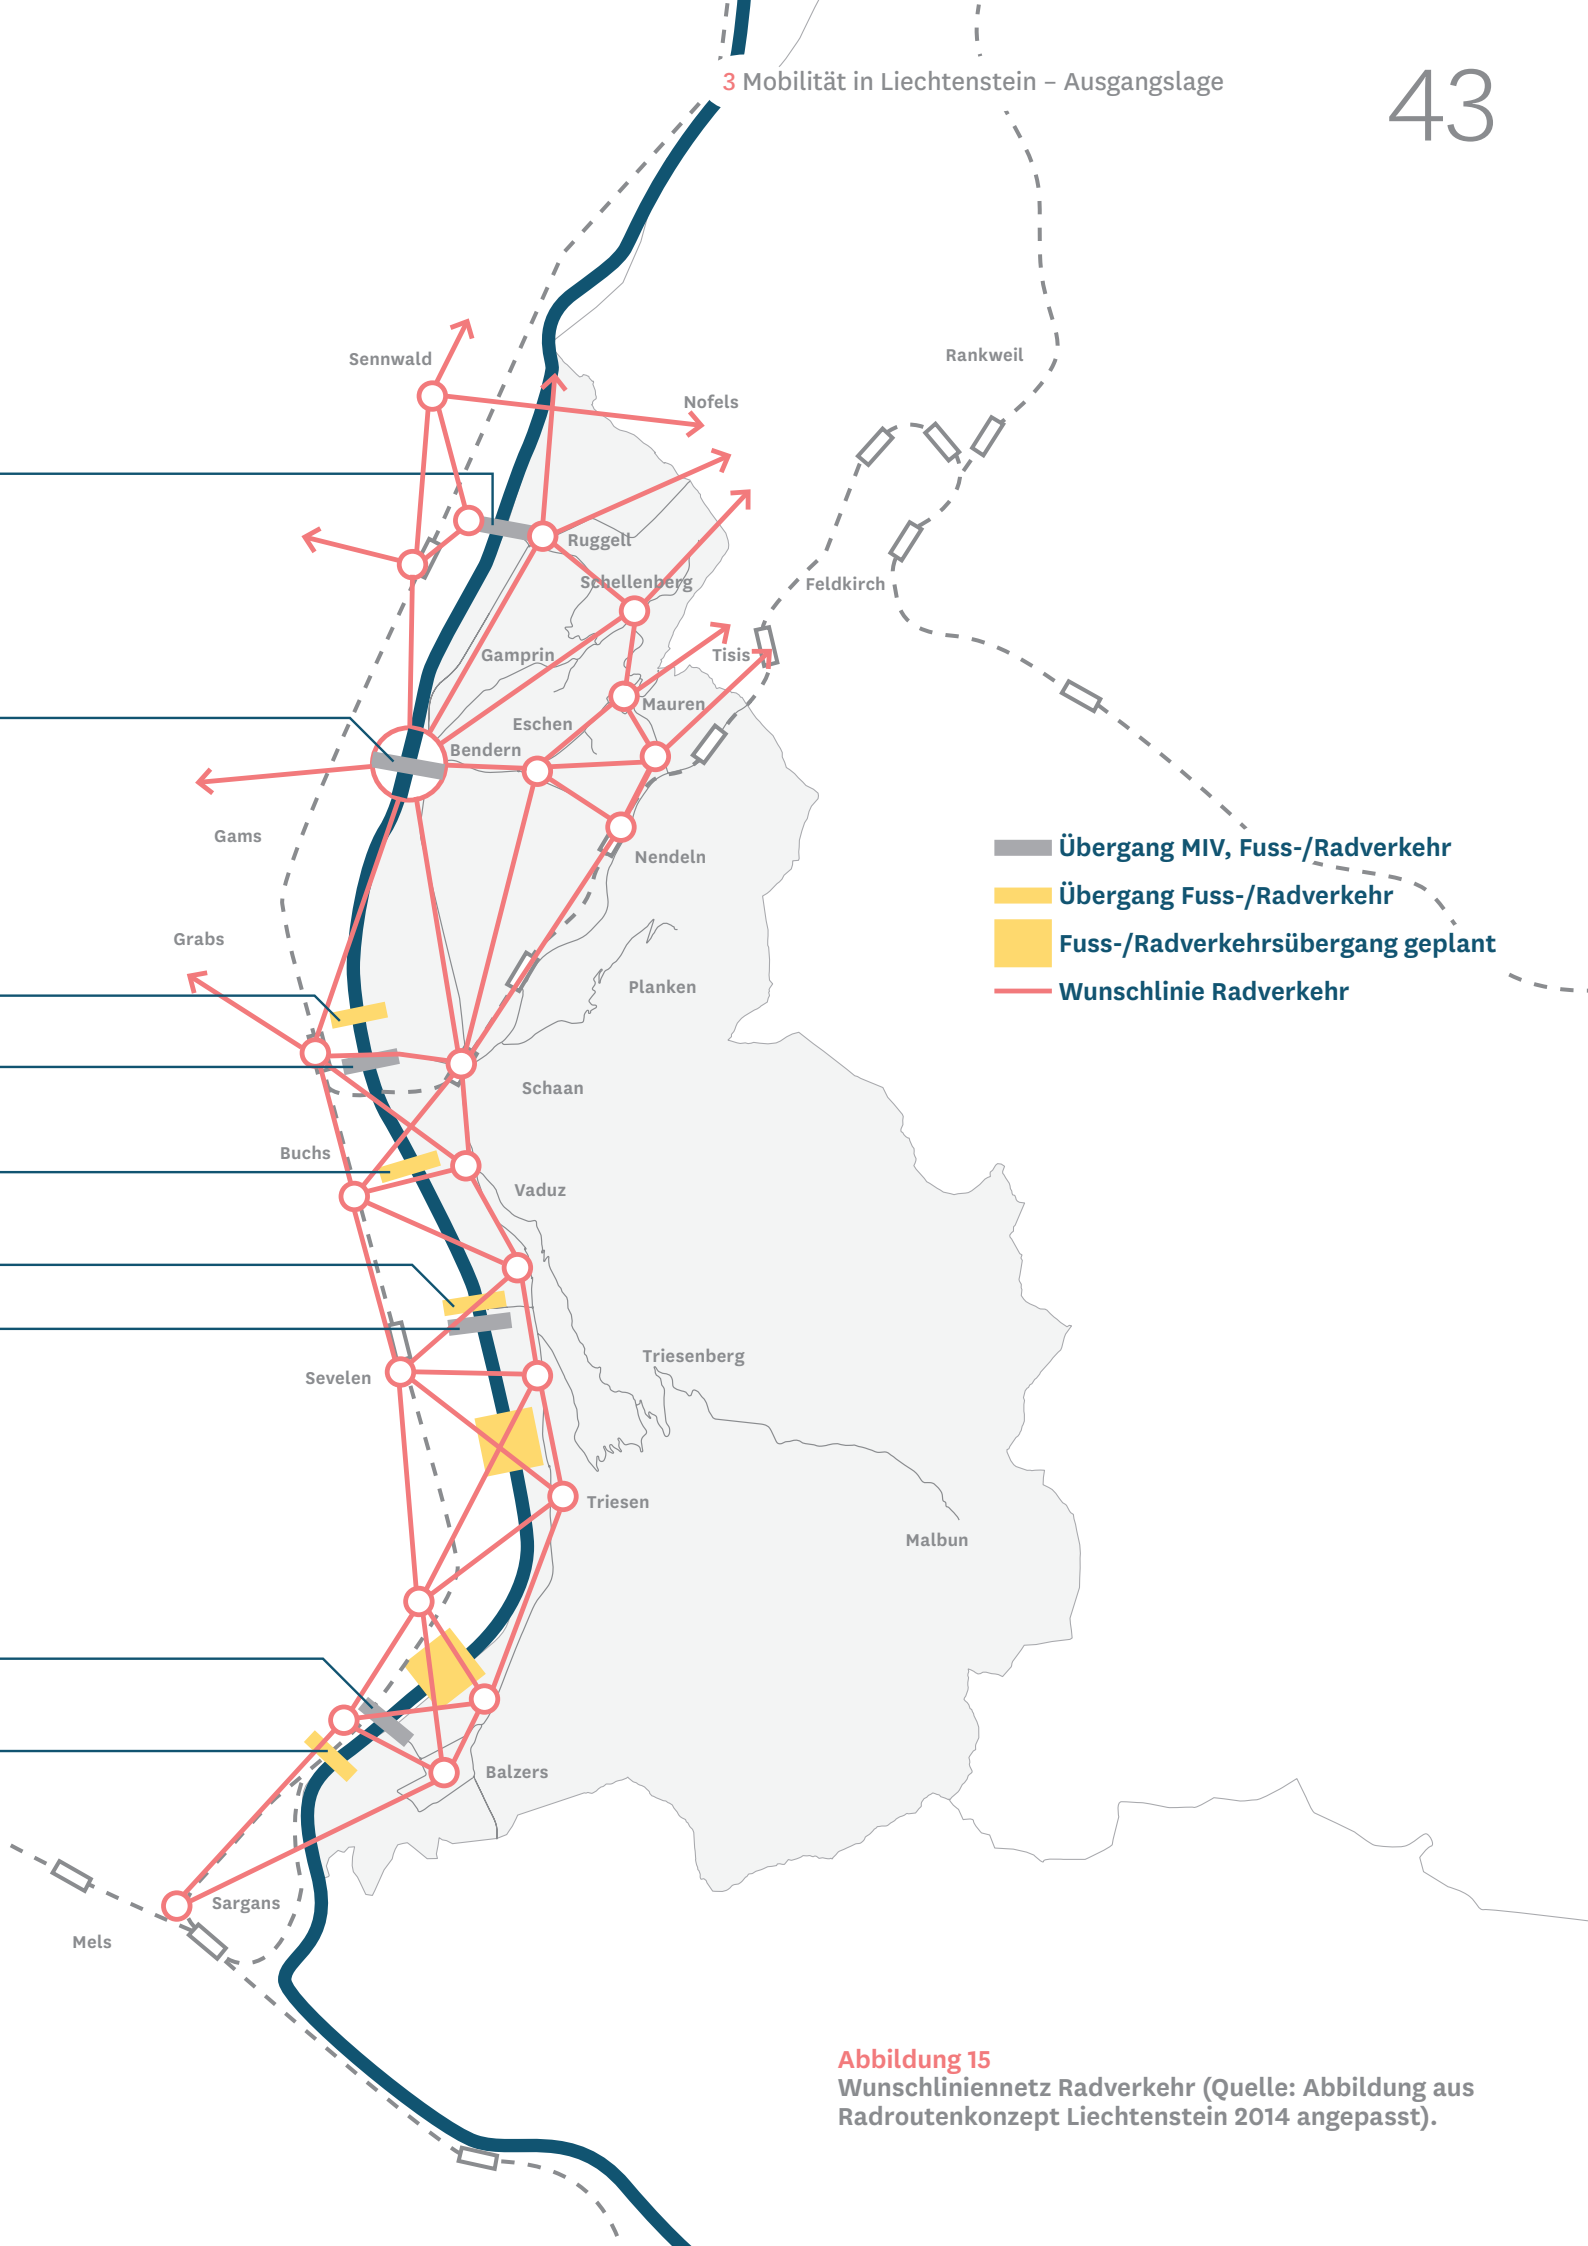 3 Mobilität in Liechtenstein – Ausgangslage
43
Sennwald
Rankweil
Nofels
Ruggell
Schellenberg
Feldkirch
Gamprin
Tisis
Mauren
Eschen
Bendern
Gams
Nendeln
Übergang MIV, Fuss-/Radverkehr
Übergang Fuss-/Radverkehr
Fuss-/Radverkehrsübergang geplant
Wunschlinie Radverkehr
Grabs
Planken
Schaan
Buchs
Vaduz
Triesenberg
Sevelen
Triesen
Malbun
Balzers
Sargans
Mels
Abbildung 15
Wunschliniennetz Radverkehr (Quelle: Abbildung aus
Radroutenkonzept Liechtenstein 2014 angepasst).